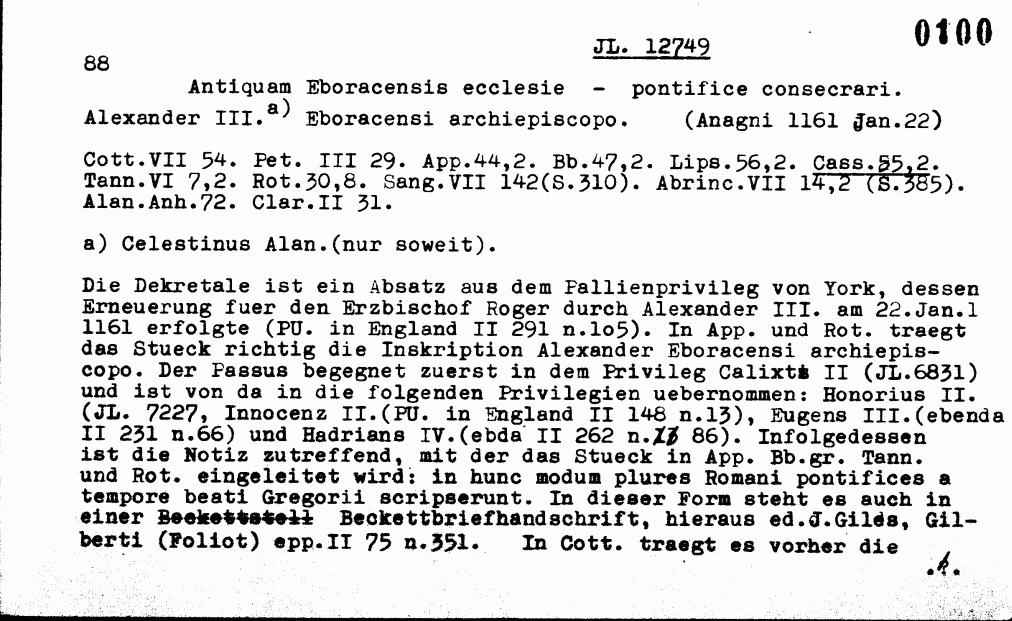 0100
JL. 12749
88
Antiquam Eboracensis ecclesie - pontifice consecrari.
Alexander III.a) Eboracensi archiepiscopo. (Anagni 1161 Jan.22)
Cott.VII 54. Pet. III 29. App.44,2. Bb.47,2. Lips.56,2. Cass.55,2.
Tann.VI 7,2. Rot.30,8. Sang.VII 142(S.310). Abrinc.VII 14,2 (S.385).
Alan.Anh.72. Clar.II 31.
a) Celestinus Alan.(nur soweit).
Die Dekretale ist ein Absatz aus dem Pallienprivileg von York, dessen
Erneuerung fuer den Erzbischof Roger durch Alexander III. am 22.Jan.1
1161 erfolgte (PU. in England II 291 n.1o5). In App. und Rot. traegt
das Stueck richtig die Inskription Alexander Eboracensi archiepis-
copo. Der Passus begegnet zuerst in dem Privileg Calixts II (JL.6831)
und ist von da in die folgenden Privilegien uebernommen: Honorius II.
(JL. 7227, Innocenz II.(PU. in England II 148 n.13), Eugens III.(ebenda
II 231 n.66) und Hadrians IV.(ebda II 262 n. 86). Infolgedessen
ist die Notiz zutreffend, mit der das Stueck in App. Bb.gr. Tann.
und Rot. eingeleitet wird: in hunc modum plures Romani pontifices a
tempore beati Gregorii scripserunt. In dieser Form steht es auch in
einer Beckettstell Beckettbriefhandschrift, hieraus ed.J.Giles, Gil-
berti (Foliot) epp.II 75 n.351. In Cott. traegt es vorher die